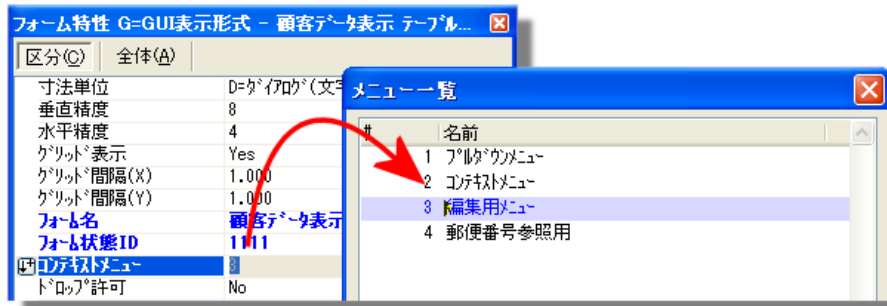 フォーム特性 G=GUI表示形式 - 顧客ﾃﾞｰﾀ表示 ﾃｰﾌﾞﾙ...
区分(C) 全体(A)
寸法単位 D=ﾀﾞｲｱﾛｸﾞ(文字
垂直精度 8
水平精度 4
ｸﾞﾘｯﾄﾞ表示 Yes
ｸﾞﾘｯﾄﾞ間隔(X) 1.000
ｸﾞﾘｯﾄﾞ間隔(Y) 1.000
ﾌｫｰﾑ名 顧客ﾃﾞｰﾀ表示
ﾌｫｰﾑ状態ID 1111
ｺﾝﾃｷｽﾄﾒﾆｭｰ 3
ﾄﾞﾛｯﾌﾟ許可 No
メニュー一覧
# 名前
1 ﾌﾟﾙﾀﾞｳﾝﾒﾆｭｰ
2 ｺﾝﾃｷｽﾄﾒﾆｭｰ
3 編集用ﾒﾆｭｰ
4 郵便番号参照用